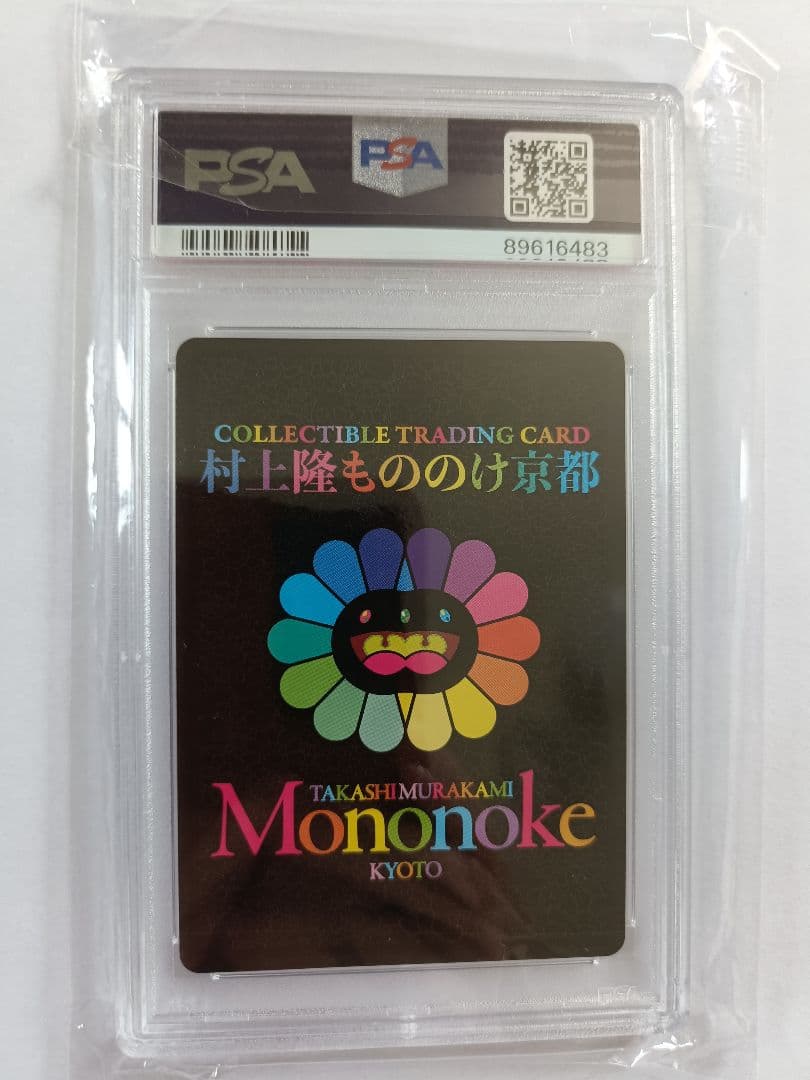 PSA
PSA
89616483
COLLECTIBLE TRADING CARD
村上隆もののけ京都
TAKASHI MURAKAMI
Mononoke
KYOTO
PSA